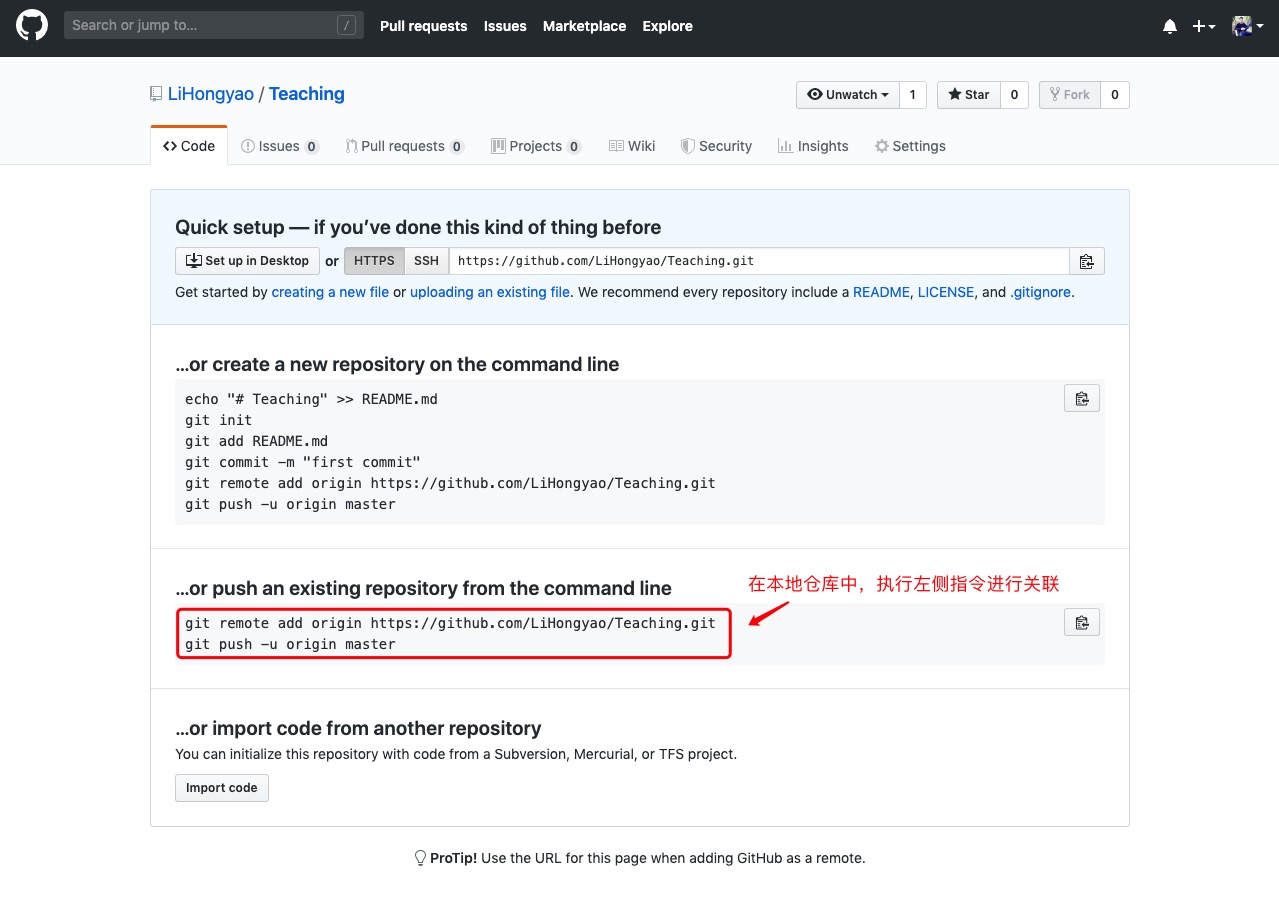 Search or jump to... / Pull requests Issues Marketplace Explore
LiHongyao / Teaching Unwatch 1 Star 0 Fork 0
Code Issues 0 Pull requests 0 Projects 0 Wiki Security Insights Settings
Quick setup — if you’ve done this kind of thing before
Set up in Desktop or HTTPS SSH https://github.com/LiHongyao/Teaching.git
Get started by creating a new file or uploading an existing file. We recommend every repository include a README, LICENSE, and .gitignore.
…or create a new repository on the command line
echo "# Teaching" >> README.md
git init
git add README.md
git commit -m "first commit"
git remote add origin https://github.com/LiHongyao/Teaching.git
git push -u origin master
…or push an existing repository from the command line
在本地仓库中，执行左侧指令进行关联
git remote add origin https://github.com/LiHongyao/Teaching.git
git push -u origin master
…or import code from another repository
You can initialize this repository with code from a Subversion, Mercurial, or TFS project.
Import code
ProTip! Use the URL for this page when adding GitHub as a remote.